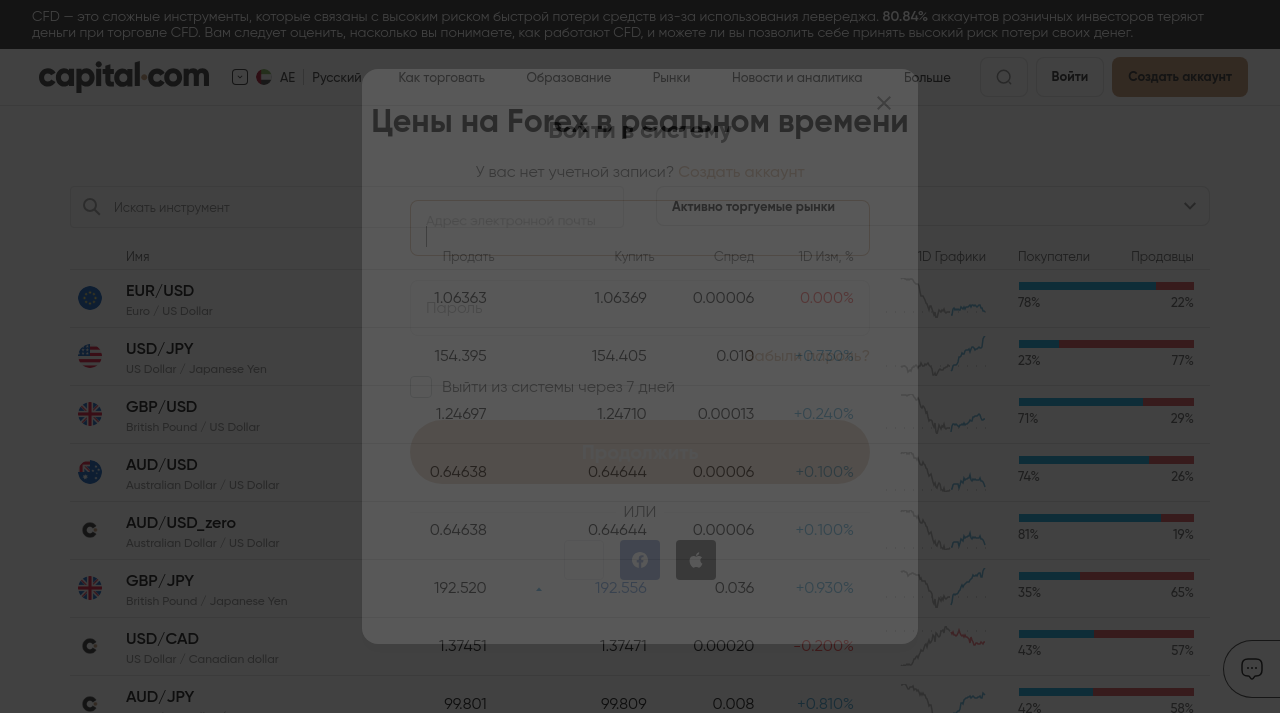 CFD — это сложные инструменты, которые связаны с высоким риском быстрой потери средств из-за использования левереджа. 80.84% аккаунтов розничных инвесторов теряют
деньги при торговле CFD. Вам следует оценить, насколько вы понимаете, как работают CFD, и можете ли вы позволить себе принять высокий риск потери своих денег.
capital.com AE Русский Как торговать Образование Рынки Новости и аналитика Больше Войти Создать аккаунт
Цены на Forex в реальном времени
Войти в систему
У вас нет учетной записи? Создать аккаунт
Искать инструмент Активно торгуемые рынки
Адрес электронной почты
Имя Продать Купить Спред 1D Изм, % 1D Графики Покупатели Продавцы
EUR/USD 1.06363 1.06369 0.00006 0.000% 78% 22%
Euro / US Dollar
Пароль
USD/JPY 154.395 154.405 0.010 +0.730% 23% 77%
US Dollar / Japanese Yen
Забыли пароль?
Выйти из системы через 7 дней
GBP/USD 1.24697 1.24710 0.00013 +0.240% 71% 29%
British Pound / US Dollar
Продолжить
AUD/USD 0.64638 0.64644 0.00006 +0.100% 74% 26%
Australian Dollar / US Dollar
ИЛИ
AUD/USD_zero 0.64638 0.64644 0.00006 +0.100% 81% 19%
Australian Dollar / US Dollar
GBP/JPY 192.520 192.556 0.036 +0.930% 35% 65%
British Pound / Japanese Yen
USD/CAD 1.37451 1.37471 0.00020 -0.200% 43% 57%
US Dollar / Canadian dollar
AUD/JPY 99.801 99.809 0.008 +0.810% 42% 58%